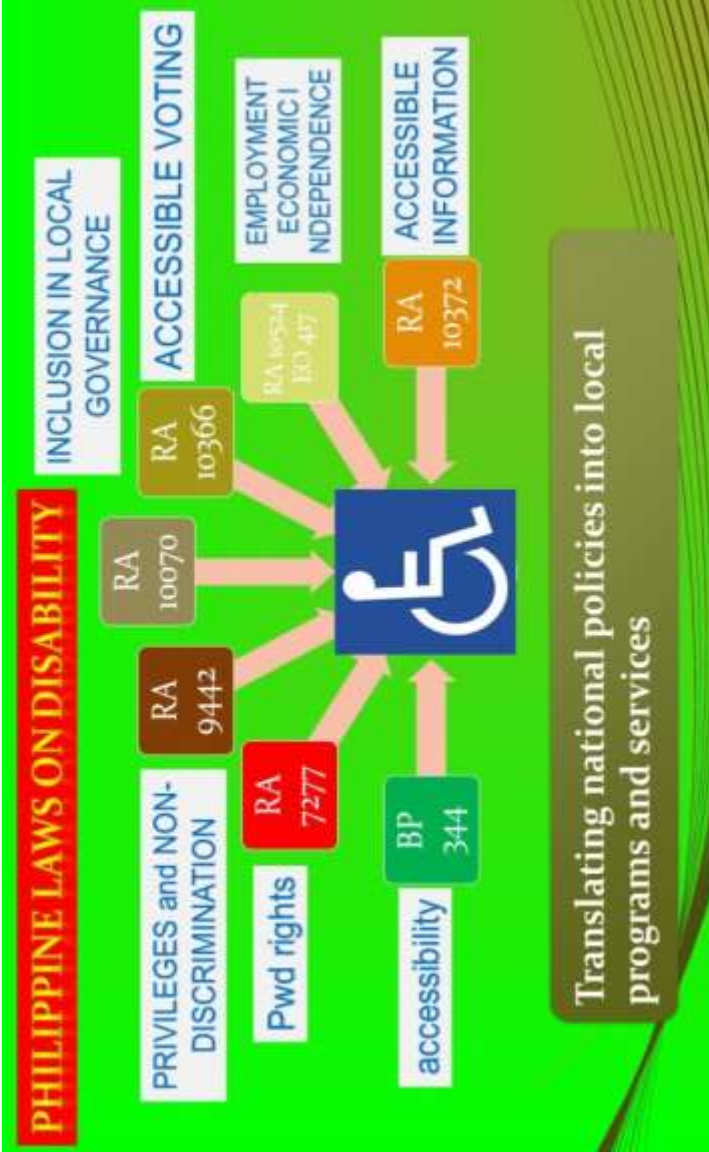 PHILIPPINE LAWS ON DISABILITY
INCLUSION IN LOCAL
GOVERNANCE
RA
10070
RA
10366
ACCESSIBLE VOTING
PRIVILEGES and NON-
DISCRIMINATION
RA
9442
RA 10524
EO 417
EMPLOYMENT
ECONOMIC I
NDEPENDENCE
Pwd rights
RA
7277
accessibility
BP
344
RA
10372
ACCESSIBLE
INFORMATION
Translating national policies into local
programs and services